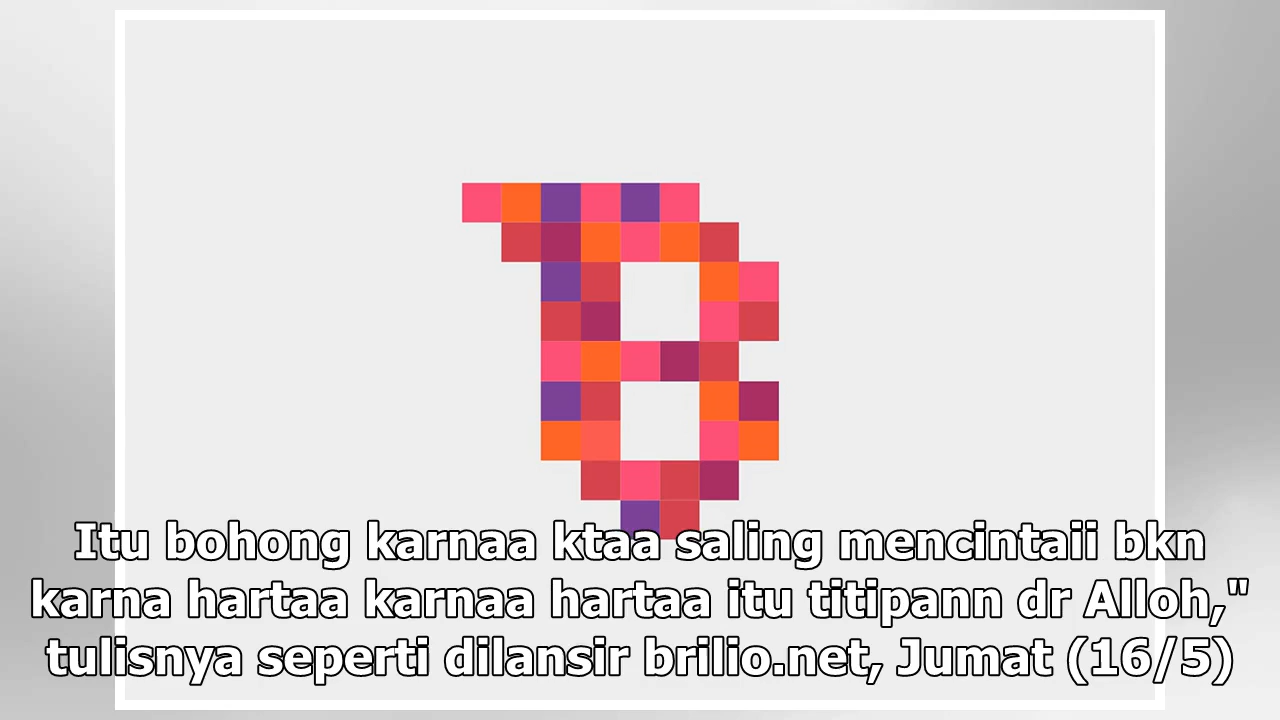 Itu bohong karnaa ktaa saling mencintaii bkn
karna hartaa karnaa hartaa itu titipann dr Alloh,"
tulisnya seperti dilansir brilio.net, Jumat (16/5)